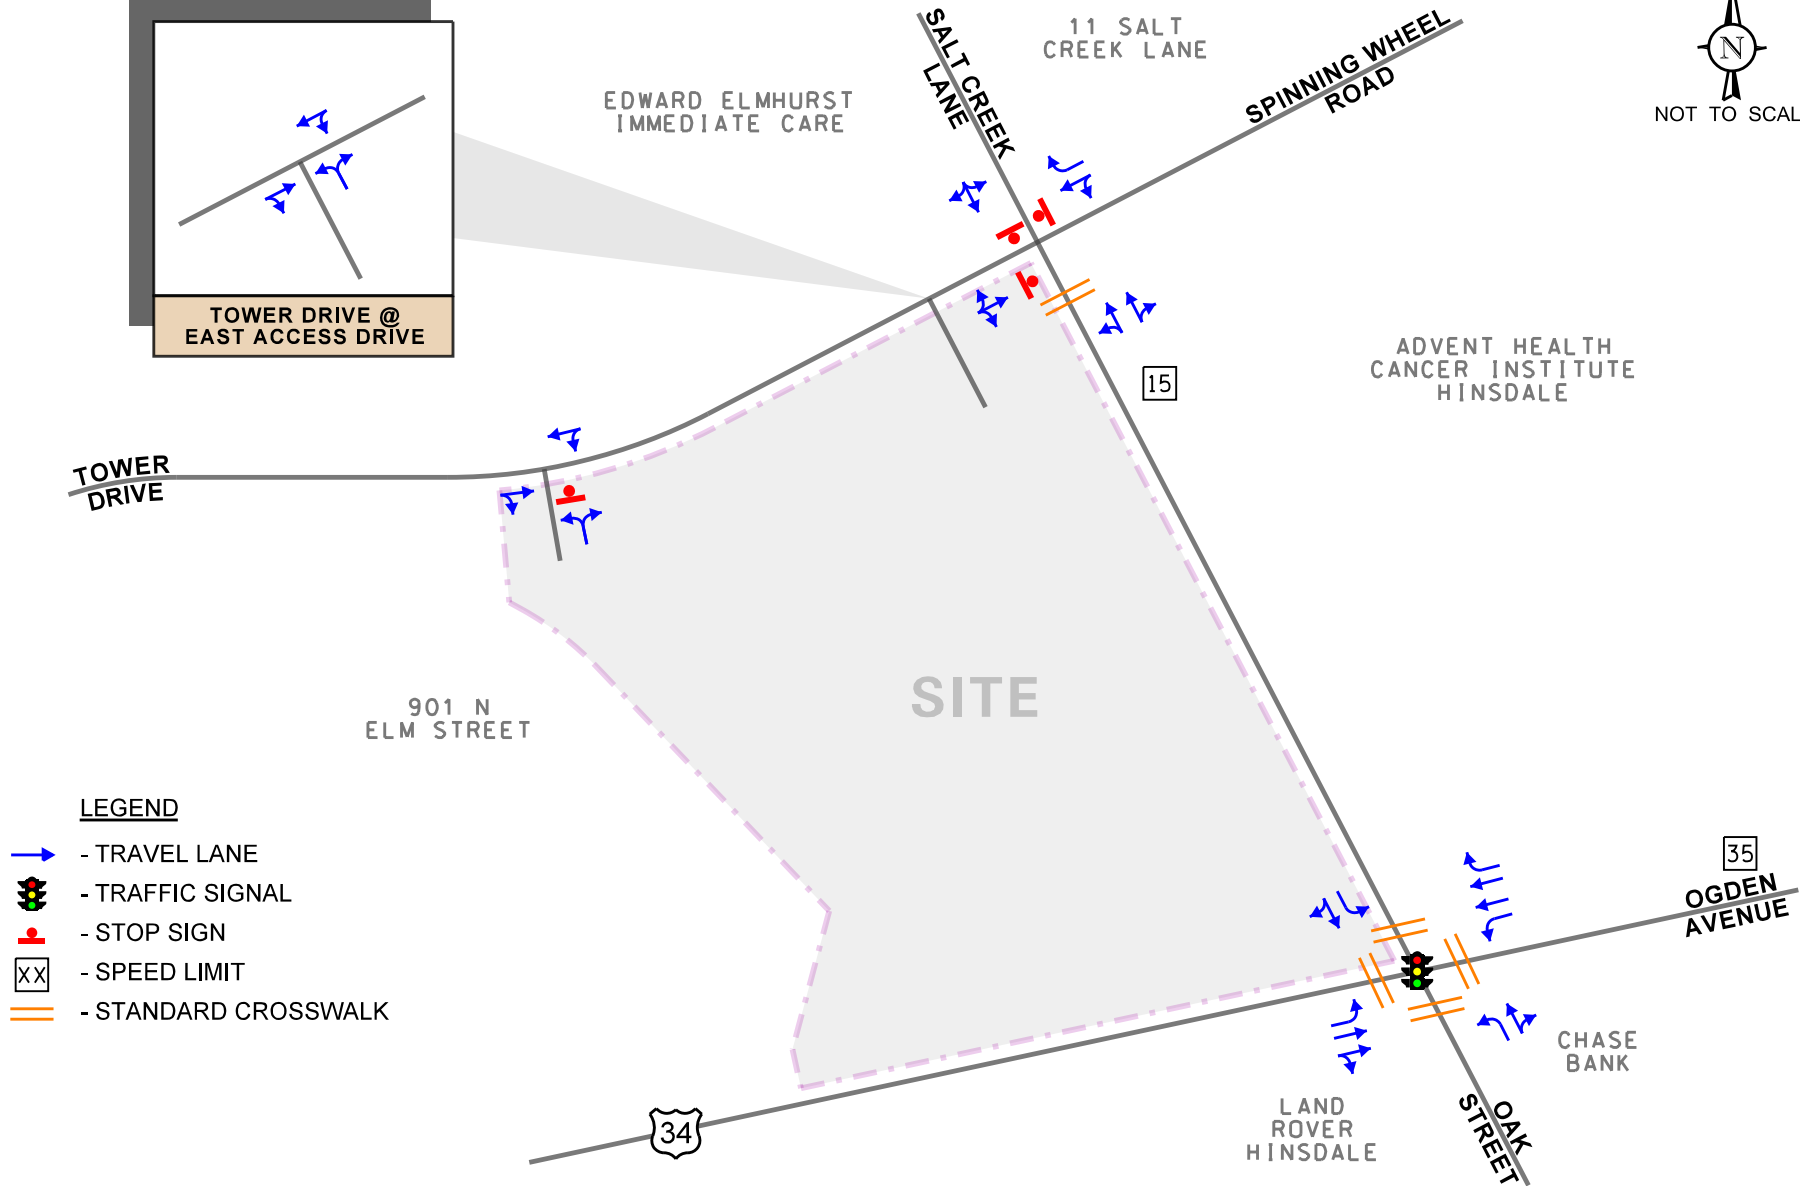 11 SALT
CREEK LANE
SALT CREEK
LANE
SPINNING WHEEL
ROAD
N
NOT TO SCAL
EDWARD ELMHURST
IMMEDIATE CARE
TOWER DRIVE @
EAST ACCESS DRIVE
ADVENT HEALTH
CANCER INSTITUTE
HINSDALE
15
TOWER
DRIVE
SITE
901 N
ELM STREET
LEGEND
- TRAVEL LANE
- TRAFFIC SIGNAL
- STOP SIGN
XX - SPEED LIMIT
- STANDARD CROSSWALK
35
OGDEN
AVENUE
CHASE
BANK
LAND
ROVER
HINSDALE
OAK
STREET
34